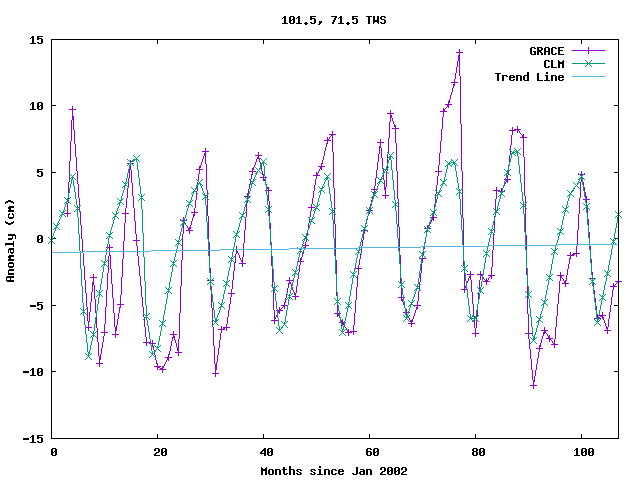 101.5, 71.5 TWS
GRACE
CLM
Trend Line
Anomaly (cm)
15
10
5
0
-5
-10
-15
0 20 40 60 80 100
Months since Jan 2002